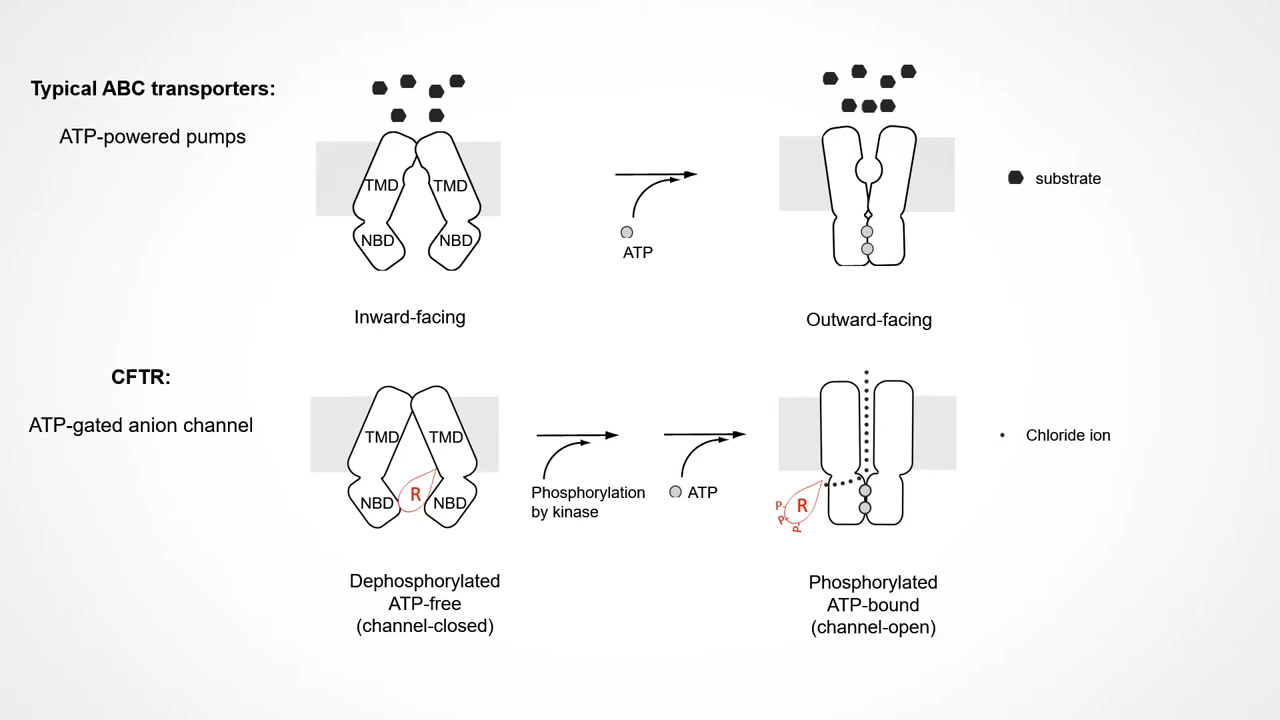 Typical ABC transporters:
ATP-powered pumps
TMD
TMD
NBD
NBD
ATP
substrate
Inward-facing
Outward-facing
CFTR:
ATP-gated anion channel
TMD
TMD
NBD
NBD
R
Phosphorylation
by kinase
ATP
P-
P-
P-
R
Chloride ion
Dephosphorylated
ATP-free
(channel-closed)
Phosphorylated
ATP-bound
(channel-open)